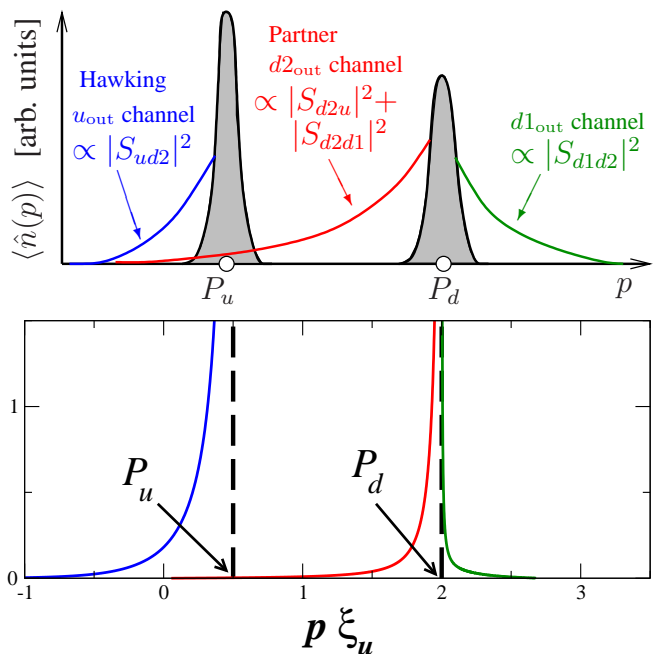 ⟨n̂(p)⟩ [arb. units]
Hawking
u_out channel
∝ |S_ud2|²
Partner
d2_out channel
∝ |S_d2u|²+
|S_d2d1|²
d1_out channel
∝ |S_d1d2|²
P_u
P_d
p
1
0
P_u
P_d
-1 0 1 2 3
p ξ_u